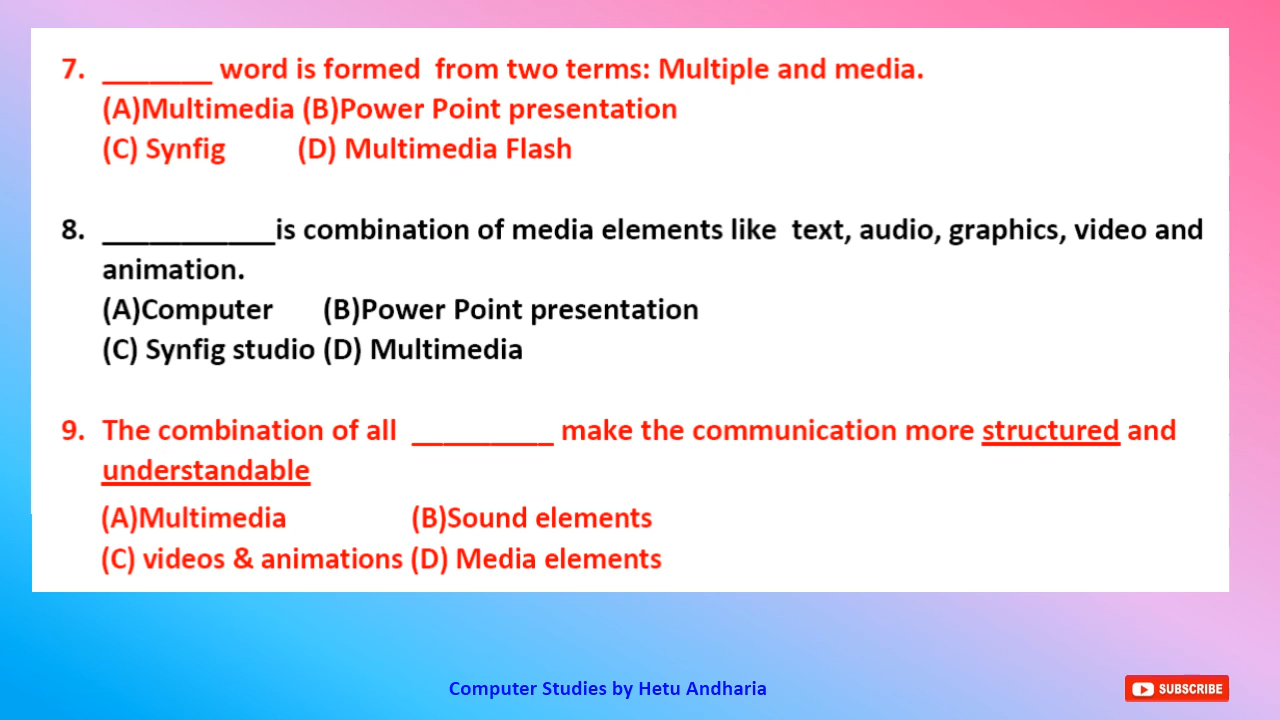 7. _______ word is formed from two terms: Multiple and media.
(A)Multimedia (B)Power Point presentation
(C) Synfig (D) Multimedia Flash
8. ___________is combination of media elements like text, audio, graphics, video and
animation.
(A)Computer (B)Power Point presentation
(C) Synfig studio (D) Multimedia
9. The combination of all _________ make the communication more structured and
understandable
(A)Multimedia (B)Sound elements
(C) videos & animations (D) Media elements
Computer Studies by Hetu Andharia
SUBSCRIBE